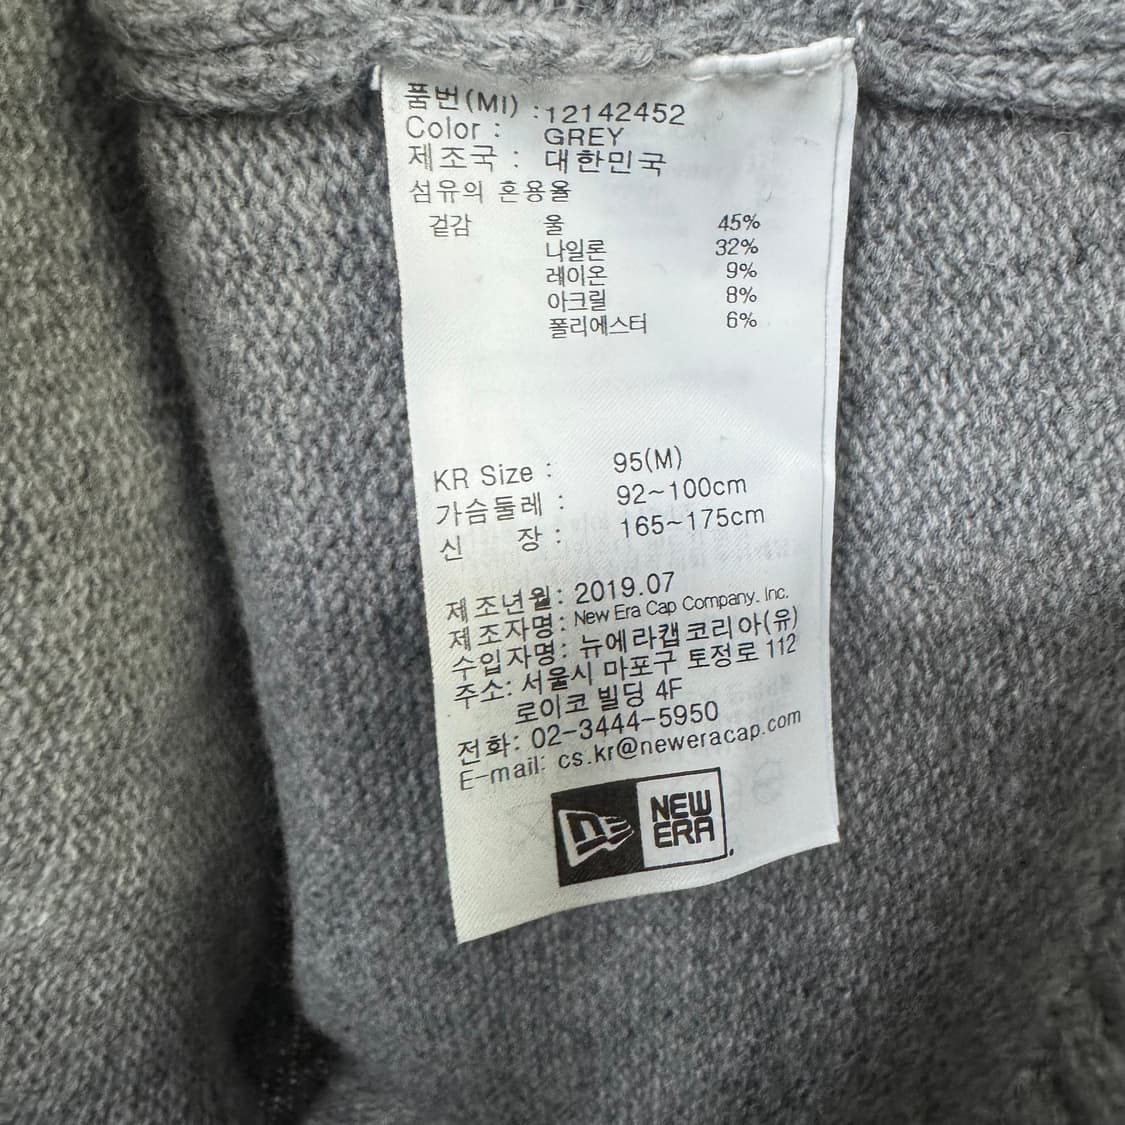 품번(MI) :12142452
Color : GREY
제조국 : 대한민국
섬유의 혼용율
겉감 울 45%
나일론 32%
레이온 9%
아크릴 8%
폴리에스터 6%
KR Size : 95(M)
가슴둘레 : 92~100cm
신 장 : 165~175cm
제조년월: 2019.07
제조자명: New Era Cap Company. Inc.
수입자명: 뉴에라캡코리아(유)
주소: 서울시 마포구 토정로 112
로이코 빌딩 4F
전화: 02-3444-5950
E-mail: cs.kr@neweracap.com
NEW
ERA